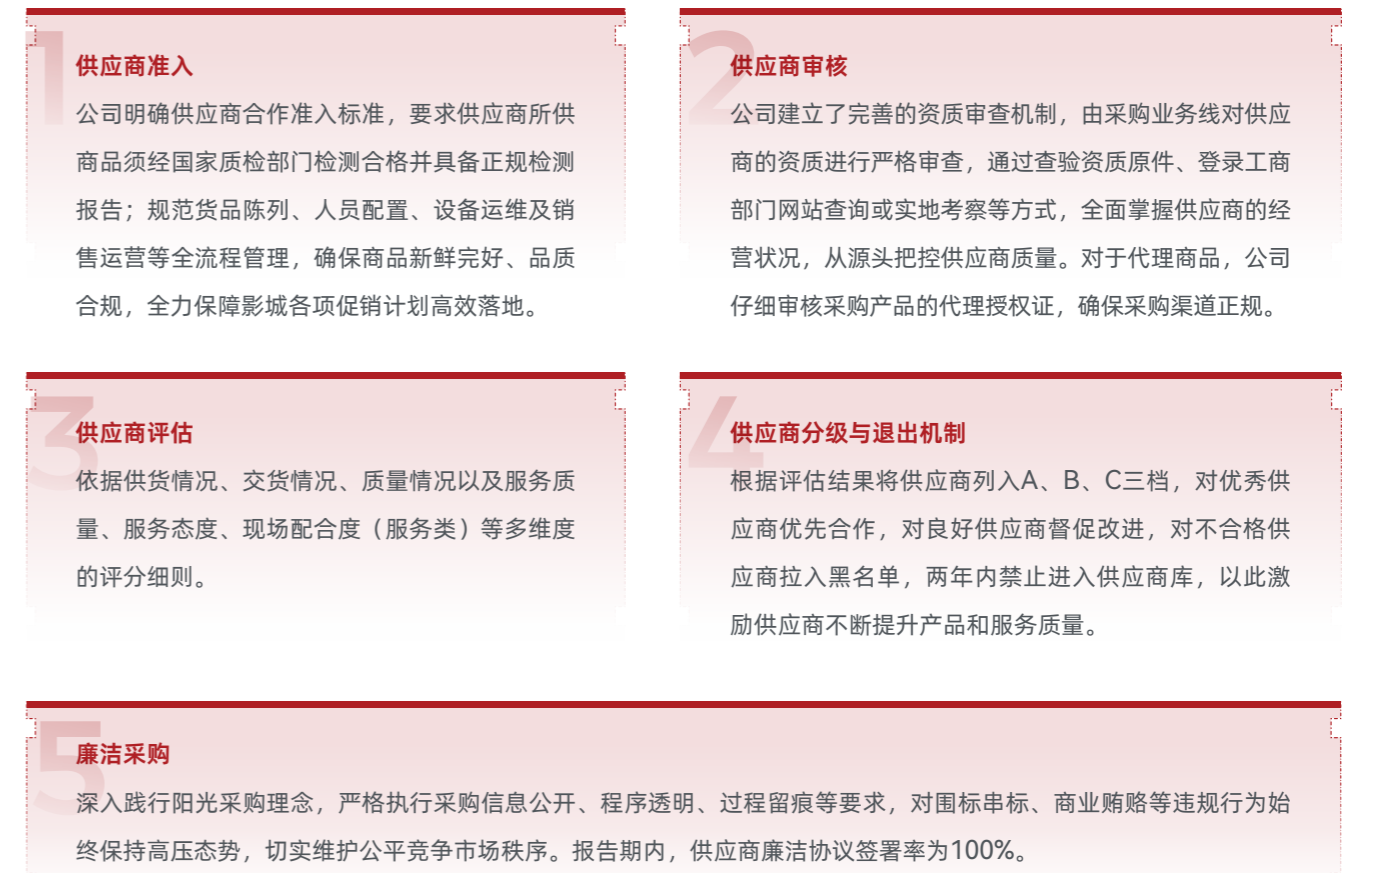 1
供应商准入
公司明确供应商合作准入标准，要求供应商所供
商品须经国家质检部门检测合格并具备正规检测
报告；规范货品陈列、人员配置、设备运维及销
售运营等全流程管理，确保商品新鲜完好、品质
合规，全力保障影城各项促销计划高效落地。
2
供应商审核
公司建立了完善的资质审查机制，由采购业务线对供应
商的资质进行严格审查，通过查验资质原件、登录工商
部门网站查询或实地考察等方式，全面掌握供应商的经
营状况，从源头把控供应商质量。对于代理商品，公司
仔细审核采购产品的代理授权证，确保采购渠道正规。
3
供应商评估
依据供货情况、交货情况、质量情况以及服务质
量、服务态度、现场配合度（服务类）等多维度
的评分细则。
4
供应商分级与退出机制
根据评估结果将供应商列入A、B、C三档，对优秀供
应商优先合作，对良好供应商督促改进，对不合格供
应商拉入黑名单，两年内禁止进入供应商库，以此激
励供应商不断提升产品和服务质量。
5
廉洁采购
深入践行阳光采购理念，严格执行采购信息公开、程序透明、过程留痕等要求，对围标串标、商业贿赂等违规行为始
终保持高压态势，切实维护公平竞争市场秩序。报告期内，供应商廉洁协议签署率为100%。